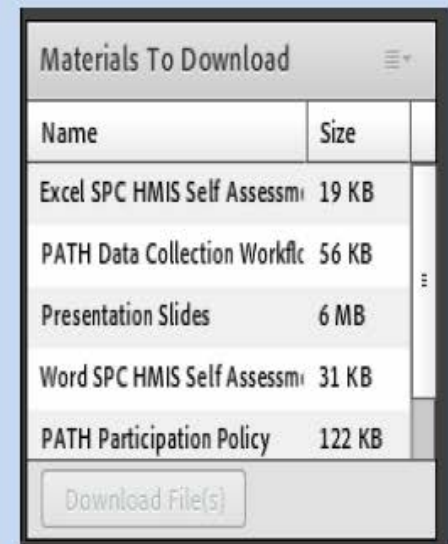 Materials To Download
Name Size
Excel SPC HMIS Self Assessm 19 KB
PATH Data Collection Workflc 56 KB
Presentation Slides 6 MB
Word SPC HMIS Self Assessm 31 KB
PATH Participation Policy 122 KB
Download File(s)